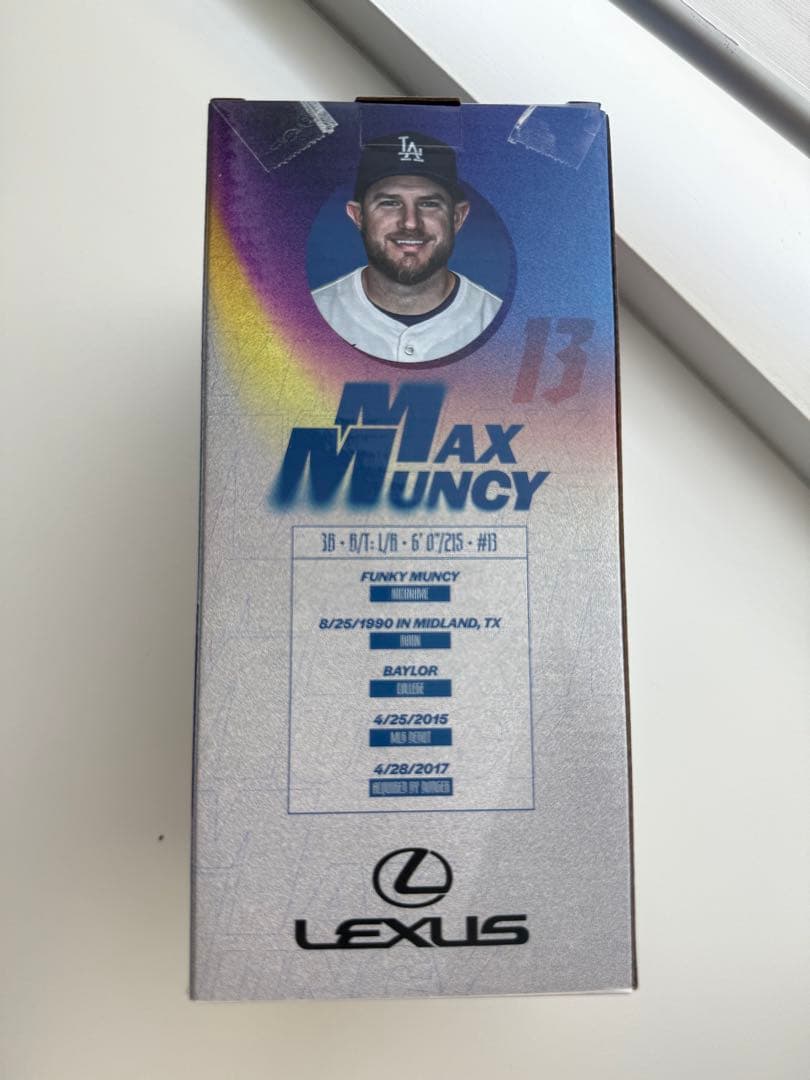 LA
13
MAX
MUNCY
3B • B/T: L/R • 6' 0"/215 • #13
FUNKY MUNCY
NICKNAME
8/25/1990 IN MIDLAND, TX
BORN
BAYLOR
COLLEGE
4/25/2015
MLB DEBUT
4/28/2017
ACQUIRED BY DODGERS
LEXUS